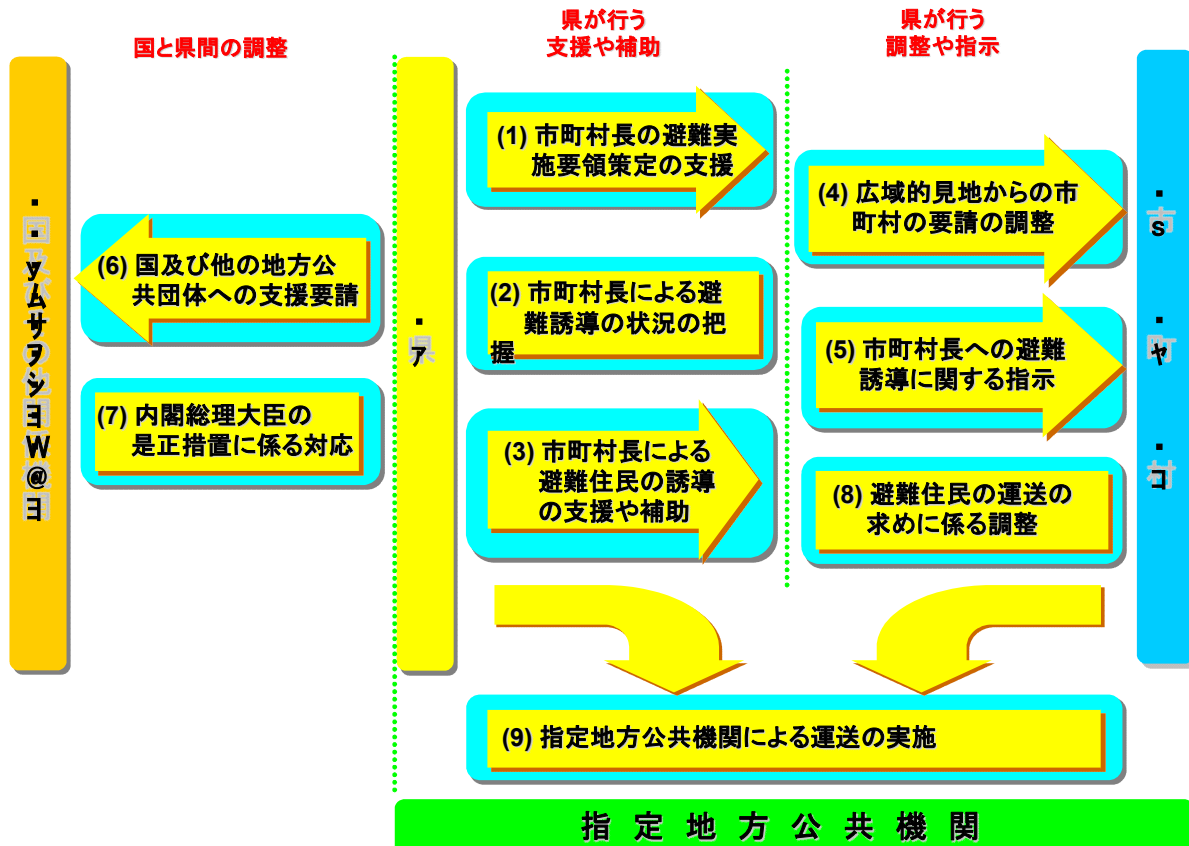 国と県間の調整
県が行う
支援や補助
県が行う
調整や指示
(1) 市町村長の避難実
施要領策定の支援
(2) 市町村長による避
難誘導の状況の把
握
(3) 市町村長による
避難住民の誘導
の支援や補助
(4) 広域的見地からの市
町村の要請の調整
(5) 市町村長への避難
誘導に関する指示
(6) 国及び他の地方公
共団体への支援要請
(7) 内閣総理大臣の
是正措置に係る対応
(8) 避難住民の運送の
求めに係る調整
(9) 指定地方公共機関による運送の実施
県
市 町 村
指 定 地 方 公 共 機 関